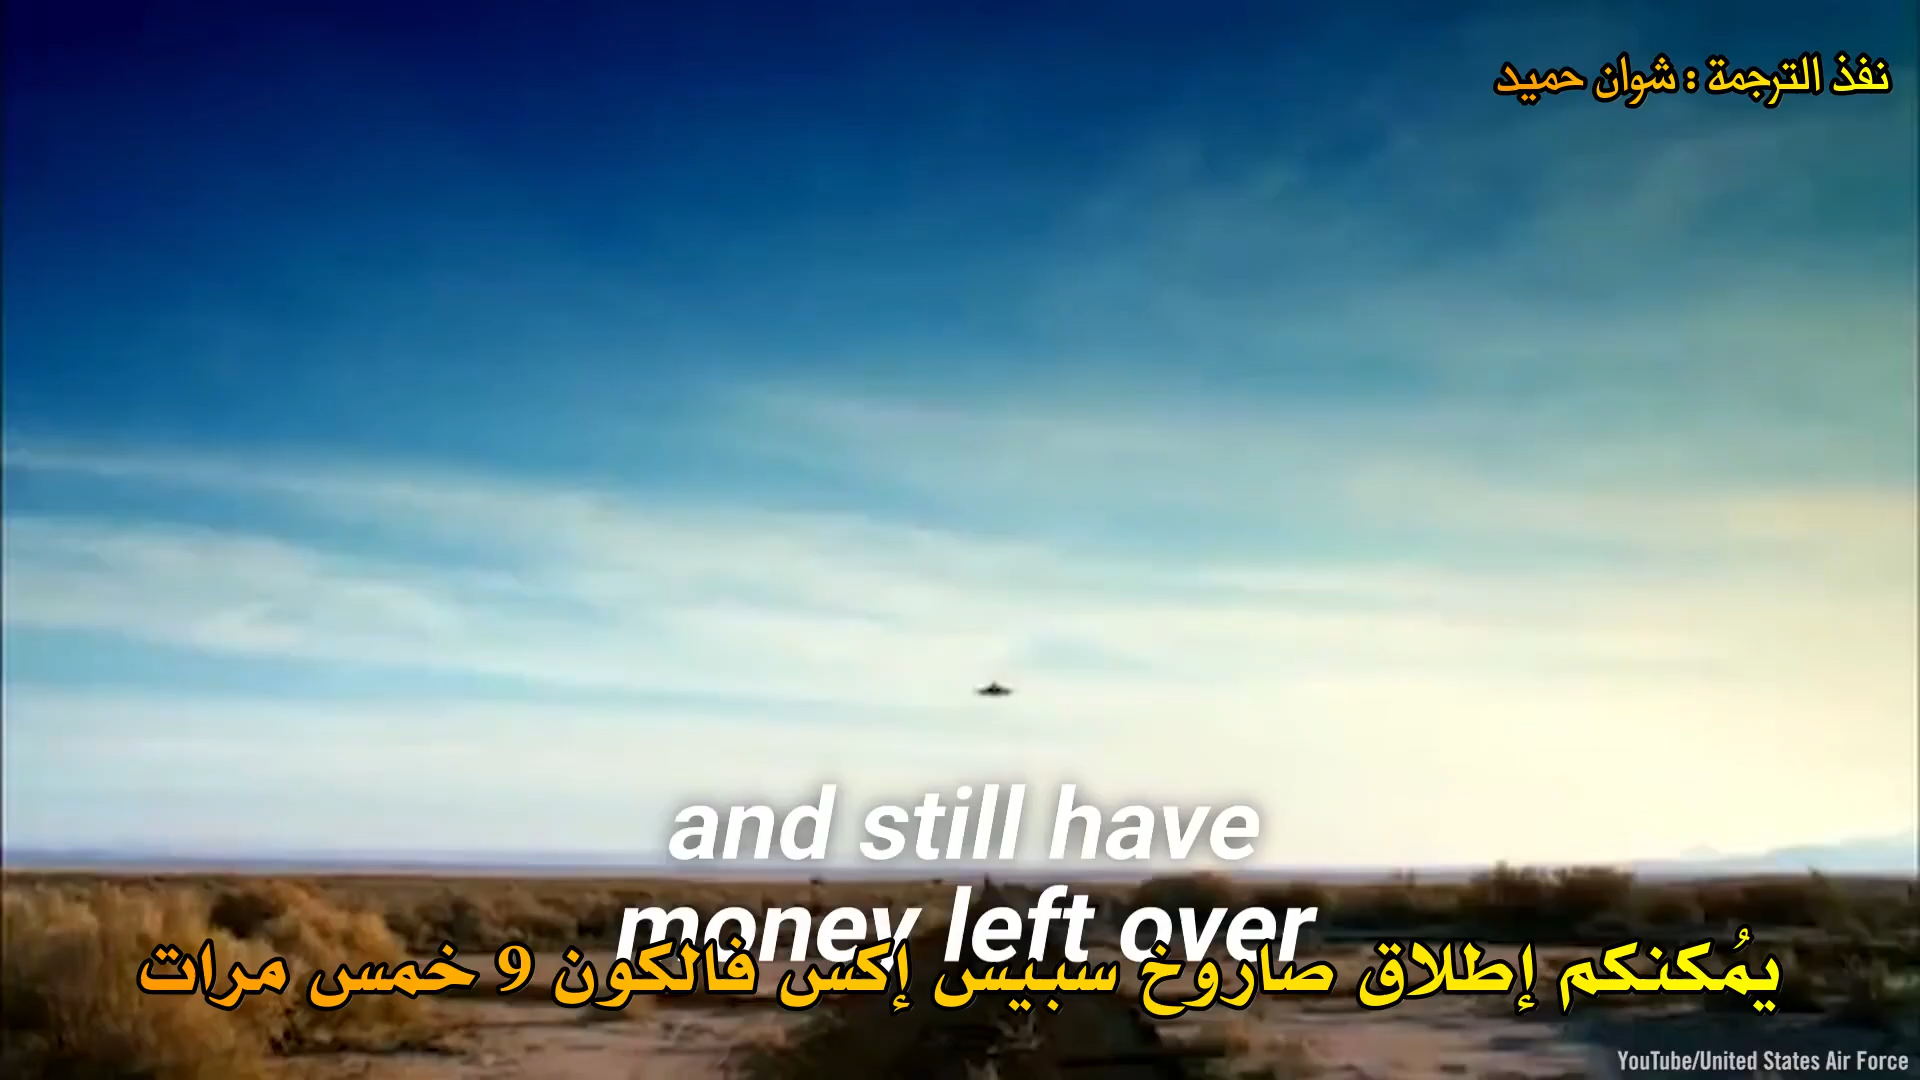 نفذ الترجمة : شوان حميد
and still have
money left over
يمُكنكم إطلاق صاروخ سبيس إكس فالكون 9 خمس مرات
YouTube/United States Air Force